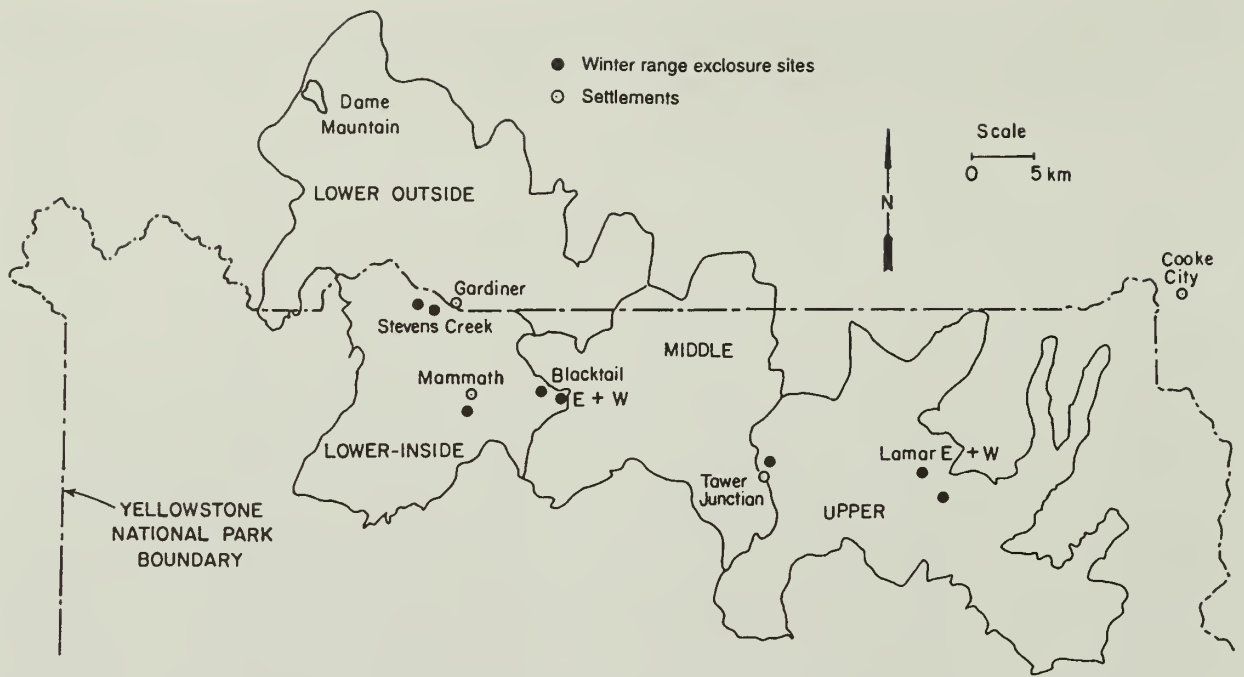 Winter range exclosure sites
Settlements
Dame
Mountain
Scale
0 5 km
LOWER OUTSIDE
N
Cooke
City
Gardiner
Stevens Creek
MIDDLE
Mammath
Blacktail
E + W
LOWER-INSIDE
Lamar E + W
Tawer
Junction
UPPER
YELLOWSTONE
NATIONAL PARK
BOUNDARY